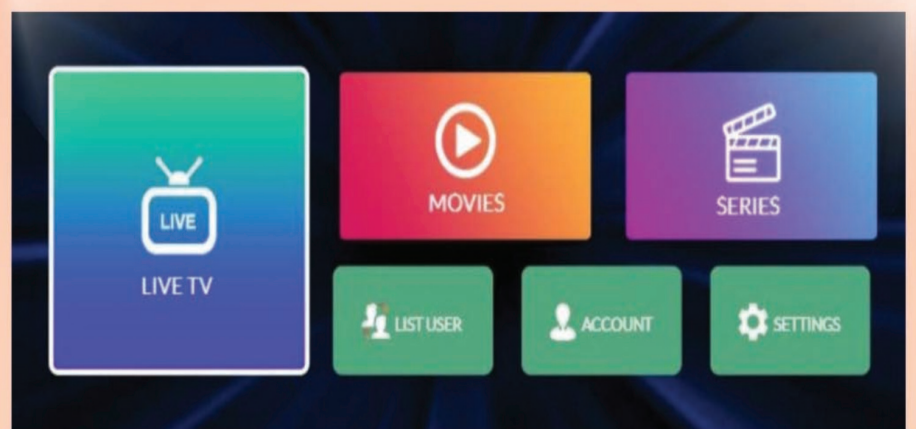 LIVE
LIVE TV
MOVIES
SERIES
LIST USER
ACCOUNT
SETTINGS